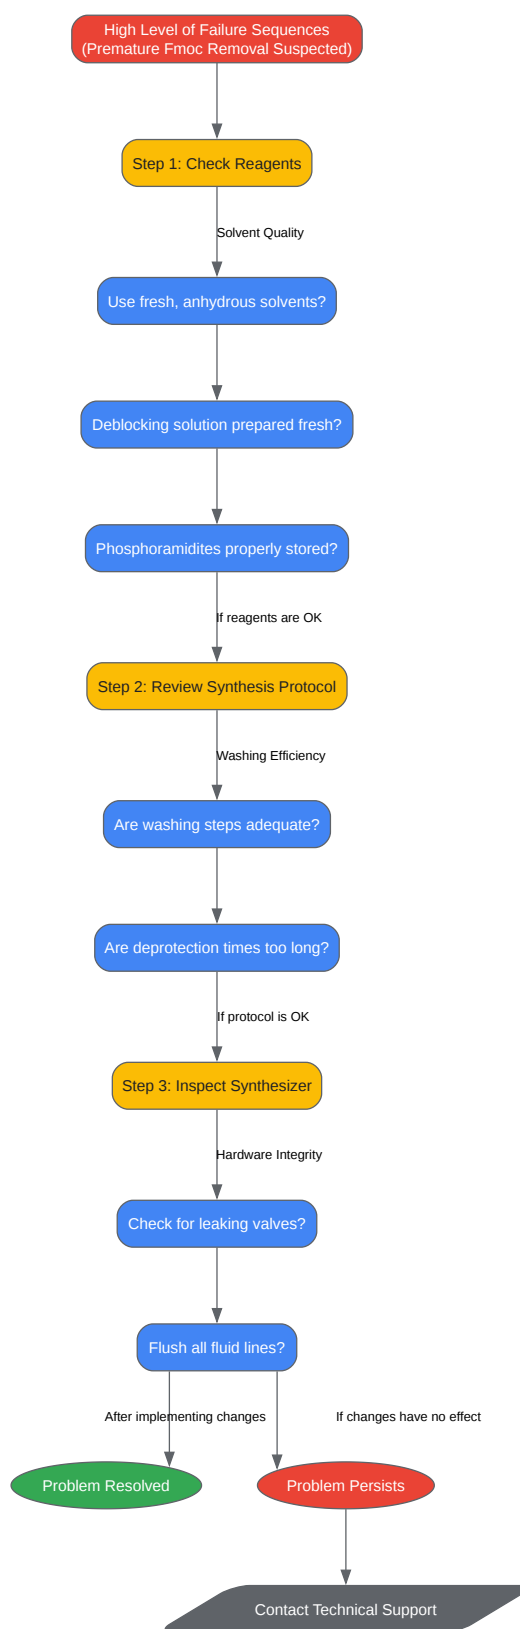 High Level of Failure Sequences
(Premature Fmoc Removal Suspected)
Step 1: Check Reagents
Solvent Quality
Use fresh, anhydrous solvents?
Deblocking solution prepared fresh?
Phosphoramidites properly stored?
If reagents are OK
Step 2: Review Synthesis Protocol
Washing Efficiency
Are washing steps adequate?
Are deprotection times too long?
If protocol is OK
Step 3: Inspect Synthesizer
Hardware Integrity
Check for leaking valves?
Flush all fluid lines?
After implementing changes
If changes have no effect
Problem Resolved
Problem Persists
Contact Technical Support